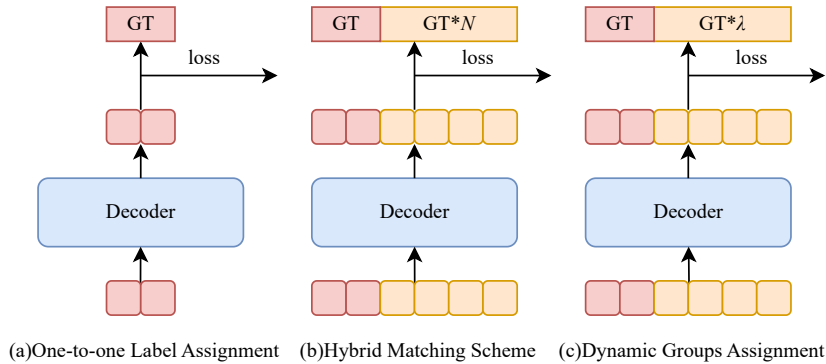 GT
GT GT*N
GT GT*λ
loss
loss
loss
Decoder
Decoder
Decoder
(a)One-to-one Label Assignment
(b)Hybrid Matching Scheme
(c)Dynamic Groups Assignment